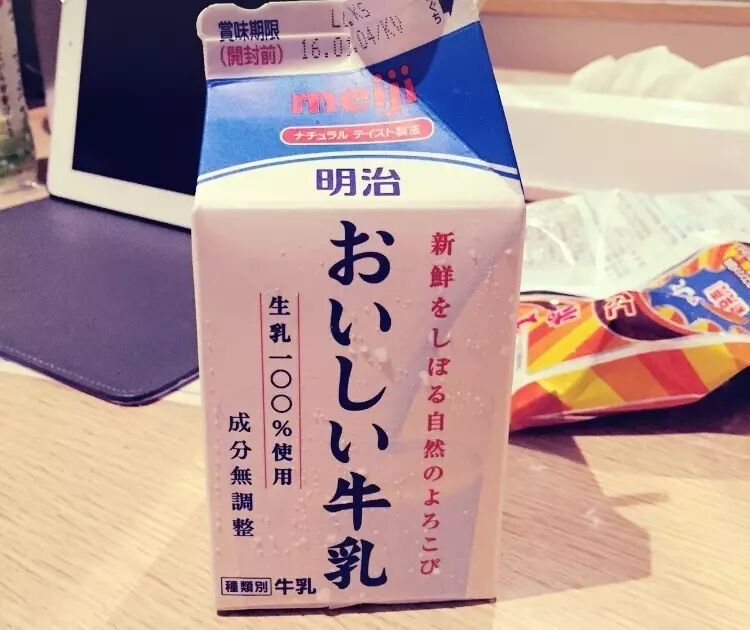 賞味期限
(開封前)
ぐち
meiji
ナチュラル テイスト製法
明治
新鮮をしぼる自然のよろこび
おいしい牛乳
生乳一〇〇%使用
成分無調整
種類別 牛乳